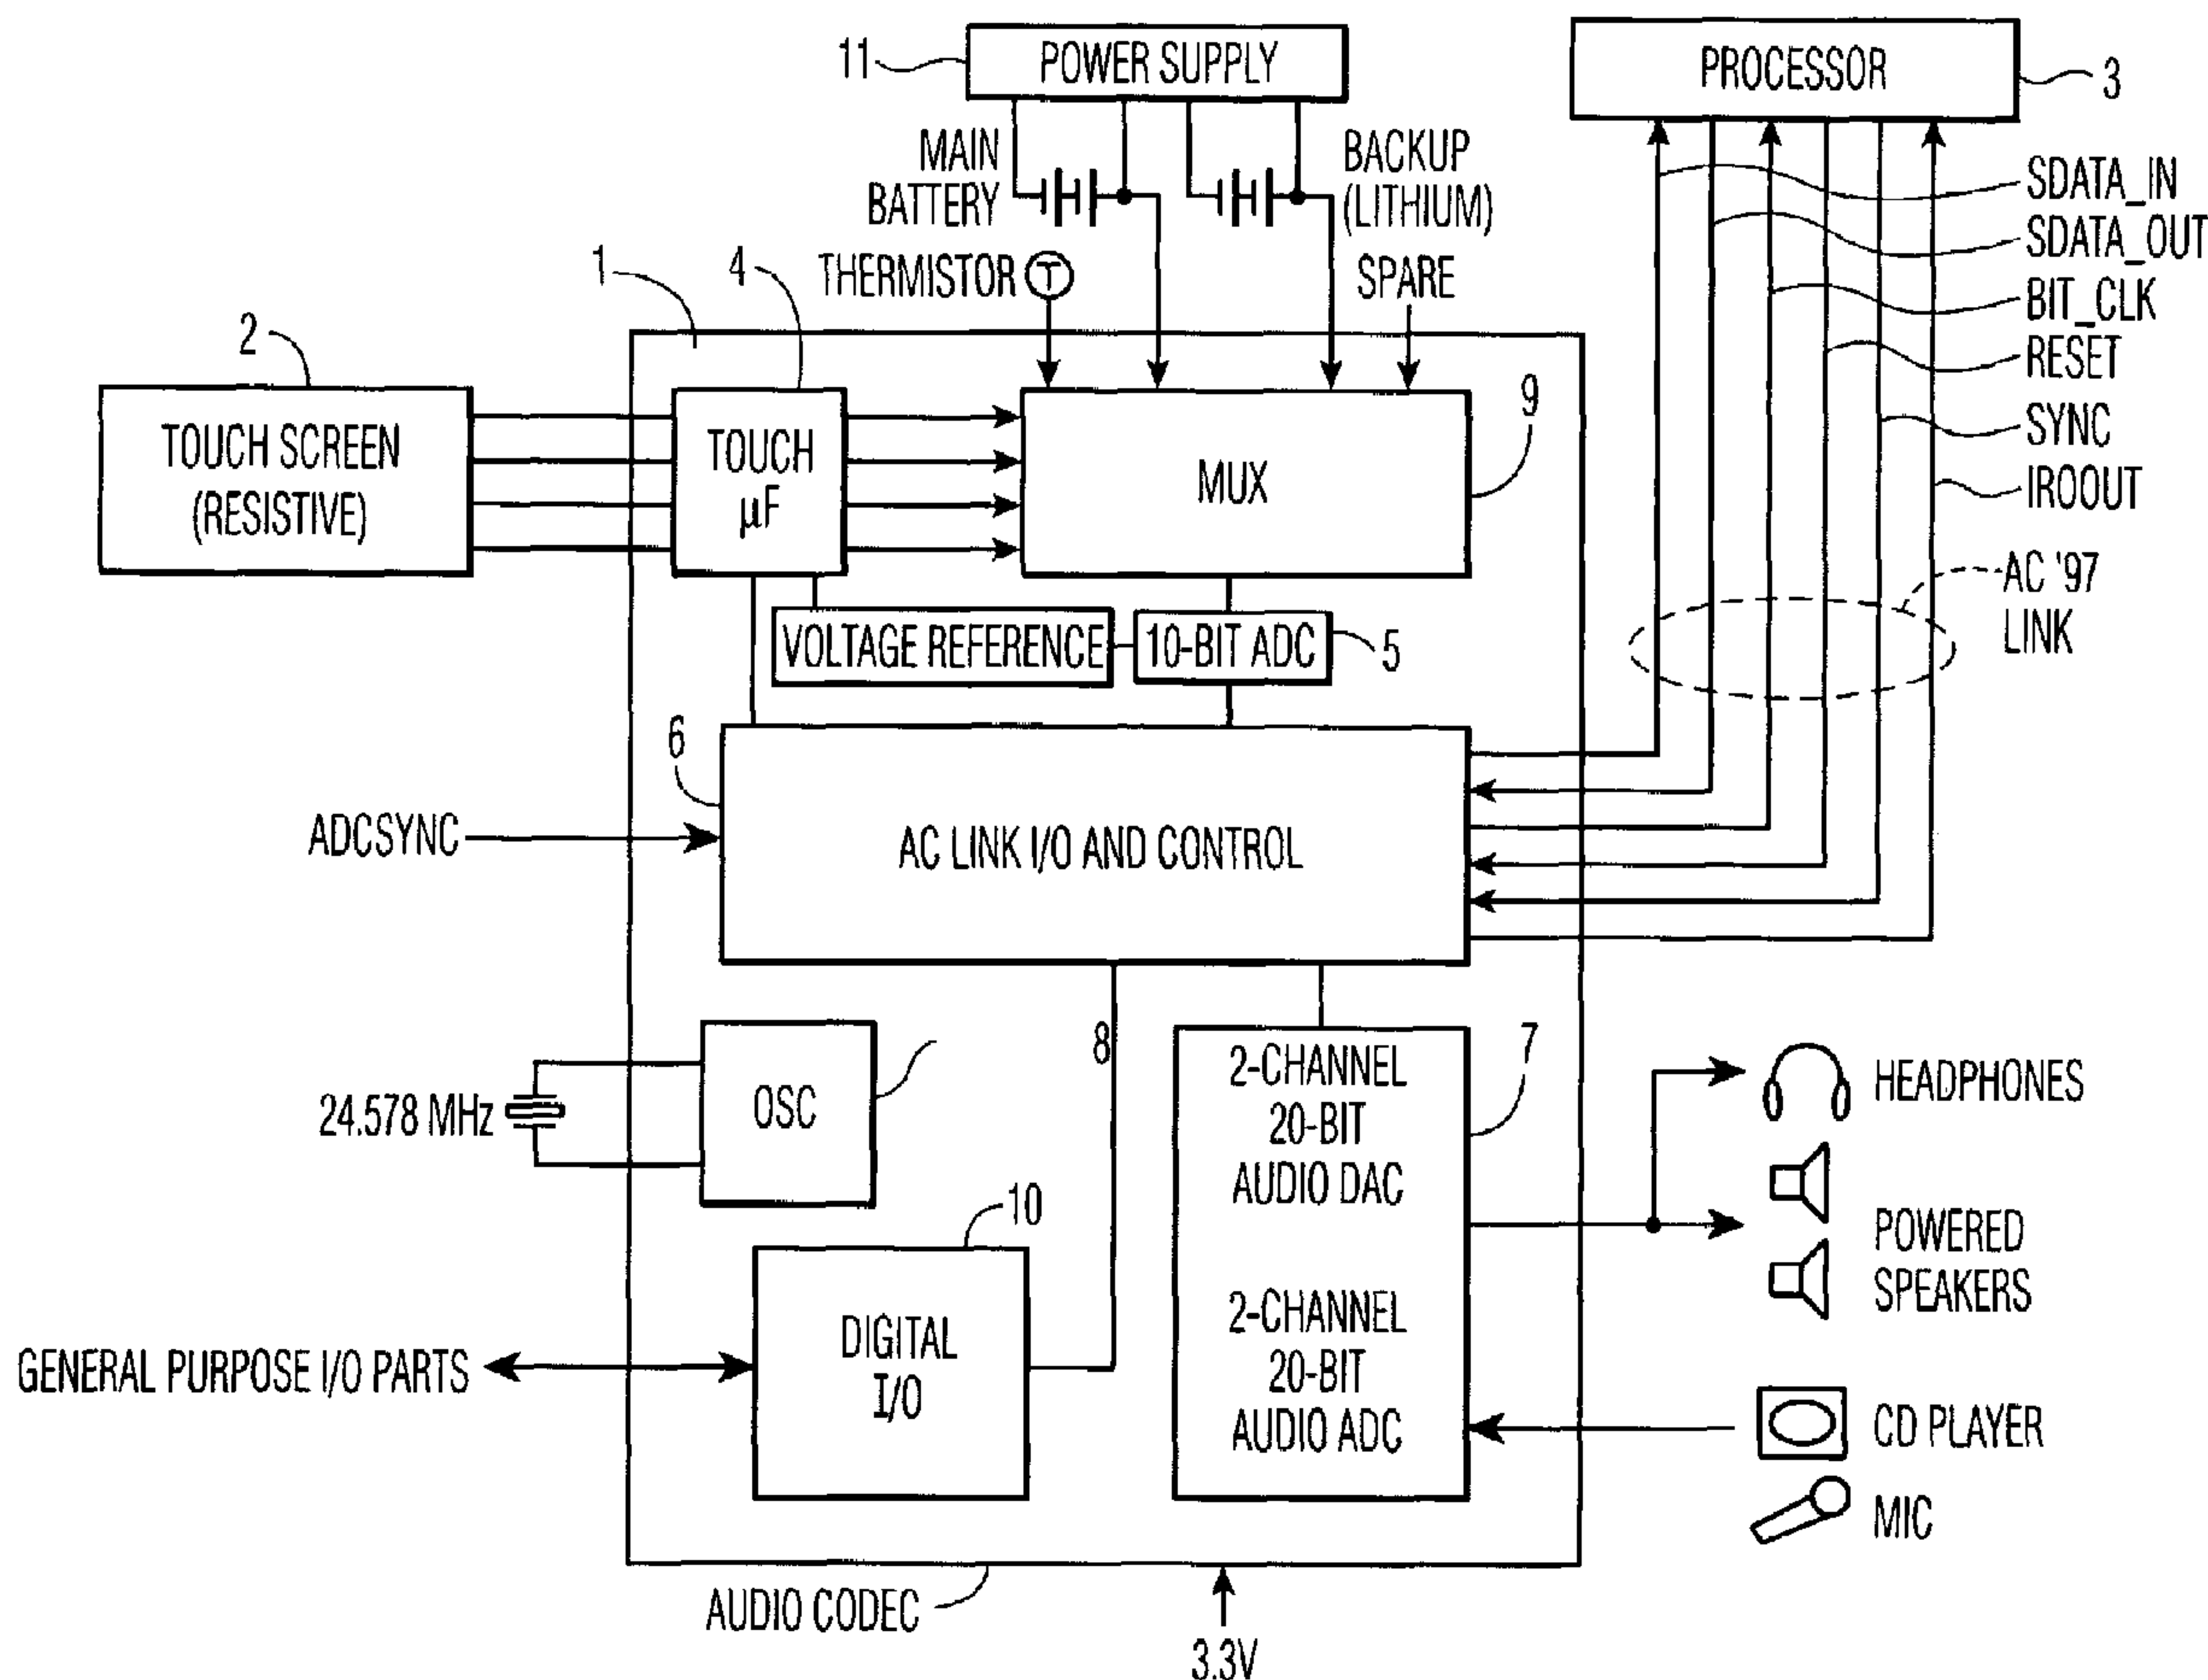 11
POWER SUPPLY
PROCESSOR
3
MAIN
BATTERY
BACKUP
(LITHIUM)
SDATA_IN
SDATA_OUT
BIT_CLK
RESET
SYNC
IROOUT
AC '97
LINK
THERMISTOR
T
SPARE
1
4
2
9
TOUCH SCREEN
(RESISTIVE)
TOUCH
µF
MUX
VOLTAGE REFERENCE
10-BIT ADC
5
6
ADCSYNC
AC LINK I/O AND CONTROL
8
7
24.578 MHz
OSC
2-CHANNEL
20-BIT
AUDIO DAC
HEADPHONES
10
POWERED
SPEAKERS
GENERAL PURPOSE I/O PARTS
DIGITAL
I/O
2-CHANNEL
20-BIT
AUDIO ADC
CD PLAYER
MIC
AUDIO CODEC
3.3V